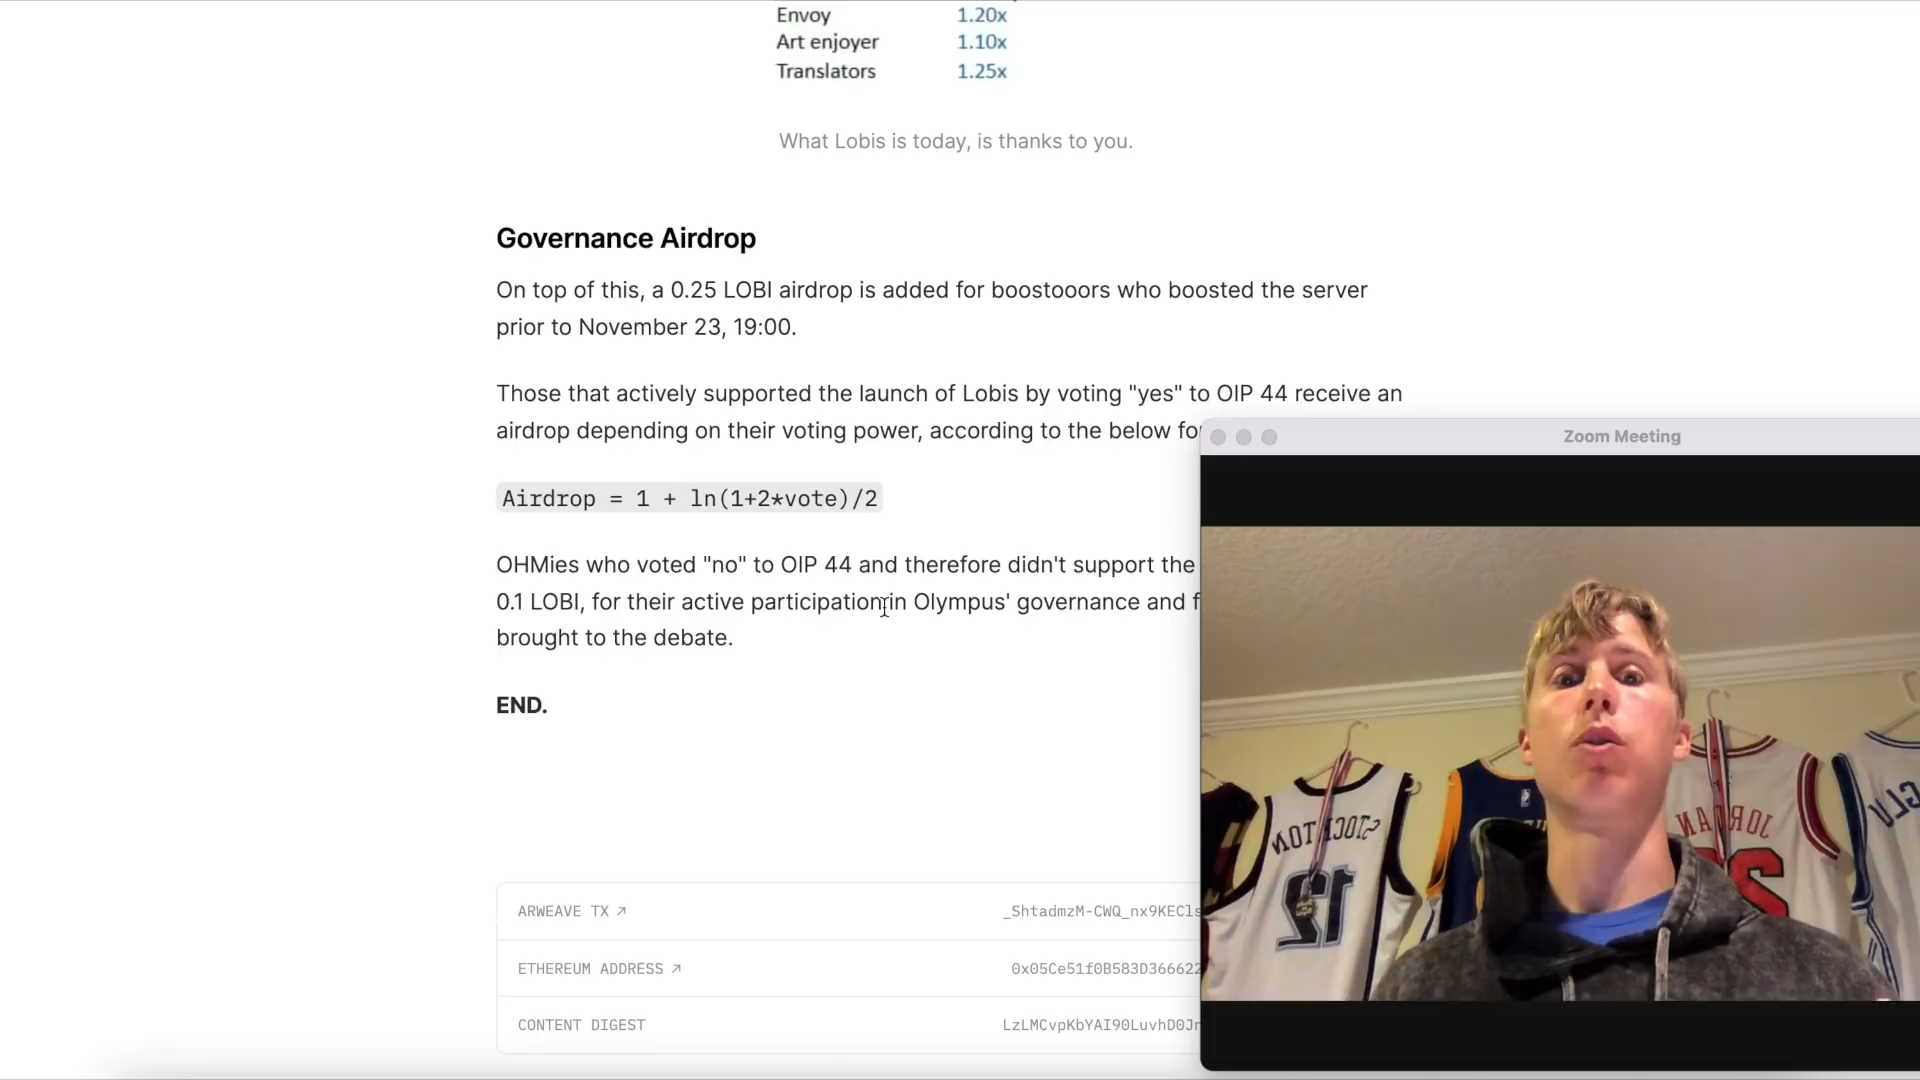 Envoy 1.20x
Art enjoyer 1.10x
Translators 1.25x
What Lobis is today, is thanks to you.
Governance Airdrop
On top of this, a 0.25 LOBI airdrop is added for boostooors who boosted the server
prior to November 23, 19:00.
Those that actively supported the launch of Lobis by voting "yes" to OIP 44 receive an
airdrop depending on their voting power, according to the below fo
Airdrop = 1 + ln(1+2*vote)/2
OHMies who voted "no" to OIP 44 and therefore didn't support the
0.1 LOBI, for their active participation in Olympus' governance and f
brought to the debate.
END.
ARWEAVE TX ↗ _ShtadmzM-CWQ_nx9KECls
ETHEREUM ADDRESS ↗ 0x05Ce51f0B583D366622
CONTENT DIGEST LzLMCvpKbYAI90LuvhD0Jr
Zoom Meeting
STOCKTON
12
JORDAN